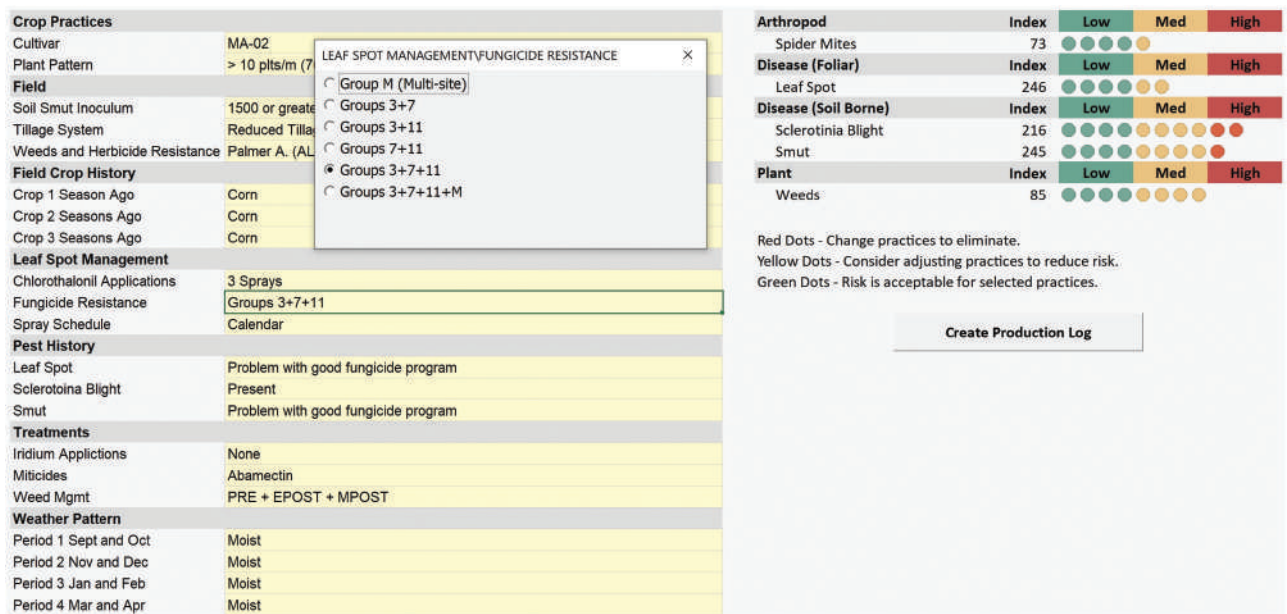 Crop Practices
Cultivar MA-02
Plant Pattern > 10 plts/m (7
Field
Soil Smut Inoculum 1500 or greate
Tillage System Reduced Tilla
Weeds and Herbicide Resistance Palmer A. (AL
Field Crop History
Crop 1 Season Ago Corn
Crop 2 Seasons Ago Corn
Crop 3 Seasons Ago Corn
Leaf Spot Management
Chlorothalonil Applications 3 Sprays
Fungicide Resistance Groups 3+7+11
Spray Schedule Calendar
Pest History
Leaf Spot Problem with good fungicide program
Sclerotoina Blight Present
Smut Problem with good fungicide program
Treatments
Iridium Applictions None
Miticides Abamectin
Weed Mgmt PRE + EPOST + MPOST
Weather Pattern
Period 1 Sept and Oct Moist
Period 2 Nov and Dec Moist
Period 3 Jan and Feb Moist
Period 4 Mar and Apr Moist
LEAF SPOT MANAGEMENT\FUNGICIDE RESISTANCE
Group M (Multi-site)
Groups 3+7
Groups 3+11
Groups 7+11
Groups 3+7+11
Groups 3+7+11+M
Arthropod Index Low Med High
Spider Mites 73
Disease (Foliar) Index Low Med High
Leaf Spot 246
Disease (Soil Borne) Index Low Med High
Sclerotinia Blight 216
Smut 245
Plant Index Low Med High
Weeds 85
Red Dots - Change practices to eliminate.
Yellow Dots - Consider adjusting practices to reduce risk.
Green Dots - Risk is acceptable for selected practices.
Create Production Log